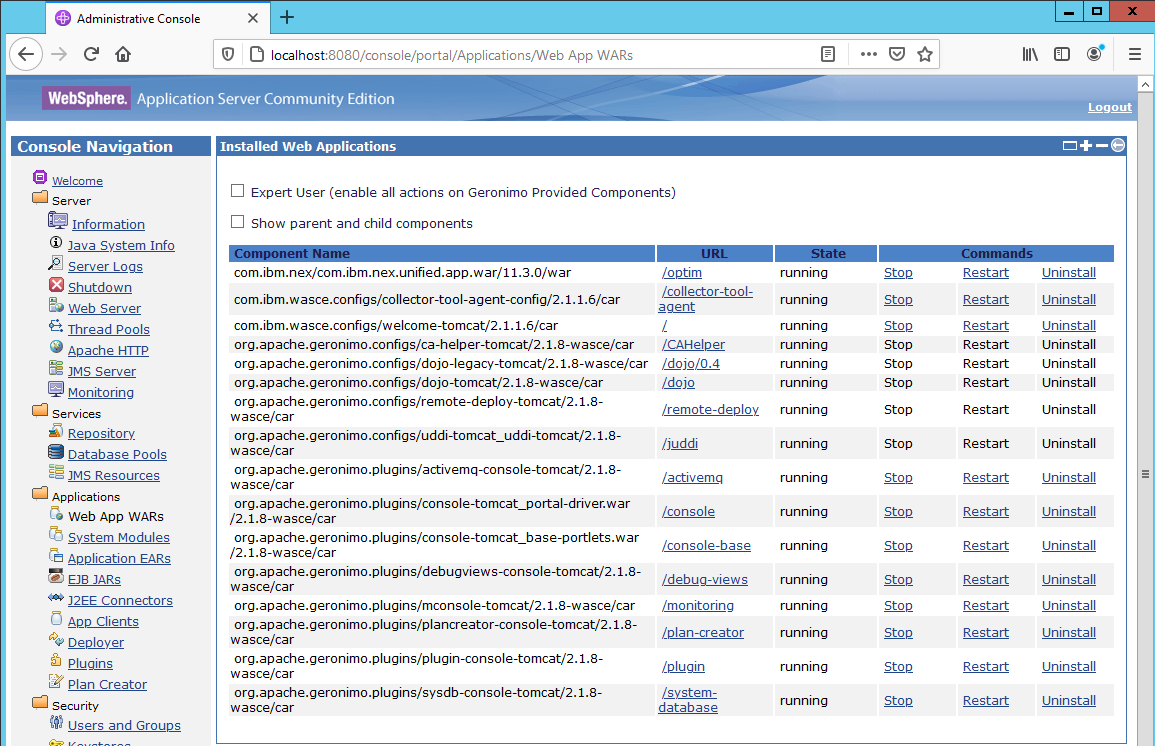 Administrative Console
localhost:8080/console/portal/Applications/Web App WARs
WebSphere. Application Server Community Edition
Logout
Console Navigation
Welcome
Server
Information
Java System Info
Server Logs
Shutdown
Web Server
Thread Pools
Apache HTTP
JMS Server
Monitoring
Services
Repository
Database Pools
JMS Resources
Applications
Web App WARs
System Modules
Application EARs
EJB JARs
J2EE Connectors
App Clients
Deployer
Plugins
Plan Creator
Security
Users and Groups
Keystores
Installed Web Applications
Expert User (enable all actions on Geronimo Provided Components)
Show parent and child components
Component Name URL State Commands
com.ibm.nex/com.ibm.nex.unified.app.war/11.3.0/war /optim running Stop Restart Uninstall
/collector-tool-
com.ibm.wasce.configs/collector-tool-agent-config/2.1.1.6/car running Stop Restart Uninstall
agent
com.ibm.wasce.configs/welcome-tomcat/2.1.1.6/car / running Stop Restart Uninstall
org.apache.geronimo.configs/ca-helper-tomcat/2.1.8-wasce/car /CAHelper running Stop Restart Uninstall
org.apache.geronimo.configs/dojo-legacy-tomcat/2.1.8-wasce/car /dojo/0.4 running Stop Restart Uninstall
org.apache.geronimo.configs/dojo-tomcat/2.1.8-wasce/car /dojo running Stop Restart Uninstall
org.apache.geronimo.configs/remote-deploy-tomcat/2.1.8-
wasce/car /remote-deploy running Stop Restart Uninstall
org.apache.geronimo.configs/uddi-tomcat_uddi-tomcat/2.1.8-
wasce/car /juddi running Stop Restart Uninstall
org.apache.geronimo.plugins/activemq-console-tomcat/2.1.8-
wasce/car /activemq running Stop Restart Uninstall
org.apache.geronimo.plugins/console-tomcat_portal-driver.war
/2.1.8-wasce/car /console running Stop Restart Uninstall
org.apache.geronimo.plugins/console-tomcat_base-portlets.war
/2.1.8-wasce/car /console-base running Stop Restart Uninstall
org.apache.geronimo.plugins/debugviews-console-tomcat/2.1.8-
wasce/car /debug-views running Stop Restart Uninstall
org.apache.geronimo.plugins/mconsole-tomcat/2.1.8-wasce/car /monitoring running Stop Restart Uninstall
org.apache.geronimo.plugins/plancreator-console-tomcat/2.1.8-
wasce/car /plan-creator running Stop Restart Uninstall
org.apache.geronimo.plugins/plugin-console-tomcat/2.1.8-
wasce/car /plugin running Stop Restart Uninstall
org.apache.geronimo.plugins/sysdb-console-tomcat/2.1.8- /system-
wasce/car database running Stop Restart Uninstall